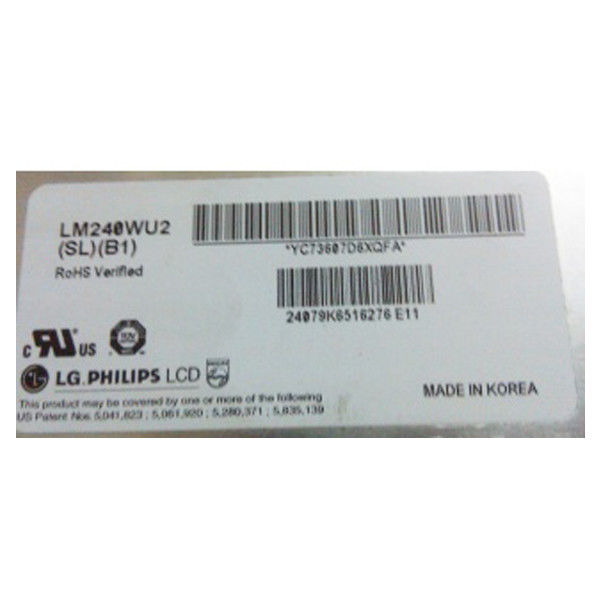 LM240WU2
(SL)(B1)
RoHS Verified
*YC73607D6XQFA*
24079K6516276 E11
c RU US
TÜV
LG.PHILIPS LCD
MADE IN KOREA
This product may be covered by one or more of the following
US Patent Nos. 5,041,823 ; 5,061,920 ; 5,280,371 ; 5,835,139